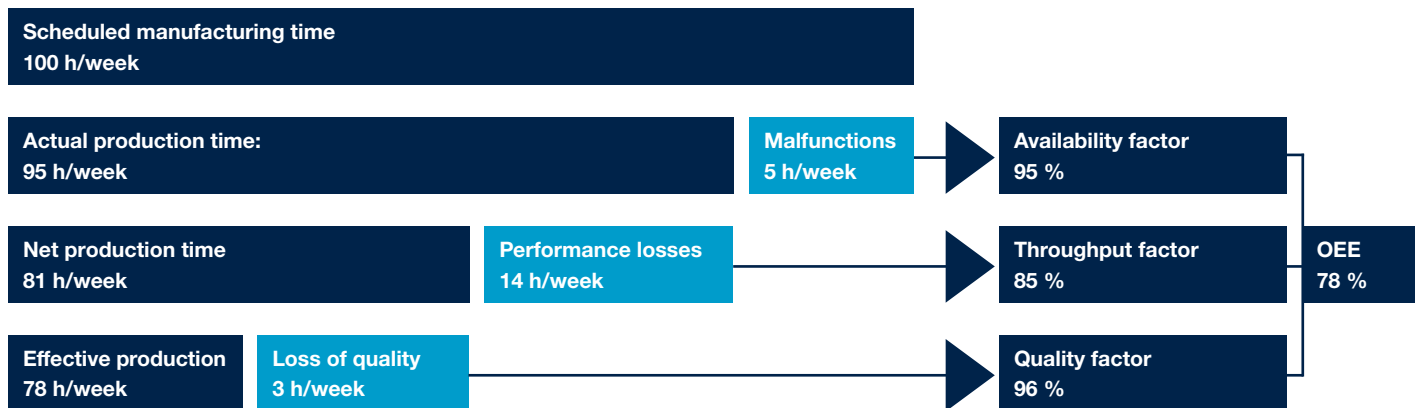 Scheduled manufacturing time
100 h/week
Actual production time:
95 h/week
Malfunctions
5 h/week
Availability factor
95 %
Net production time
81 h/week
Performance losses
14 h/week
Throughput factor
85 %
OEE
78 %
Effective production
78 h/week
Loss of quality
3 h/week
Quality factor
96 %